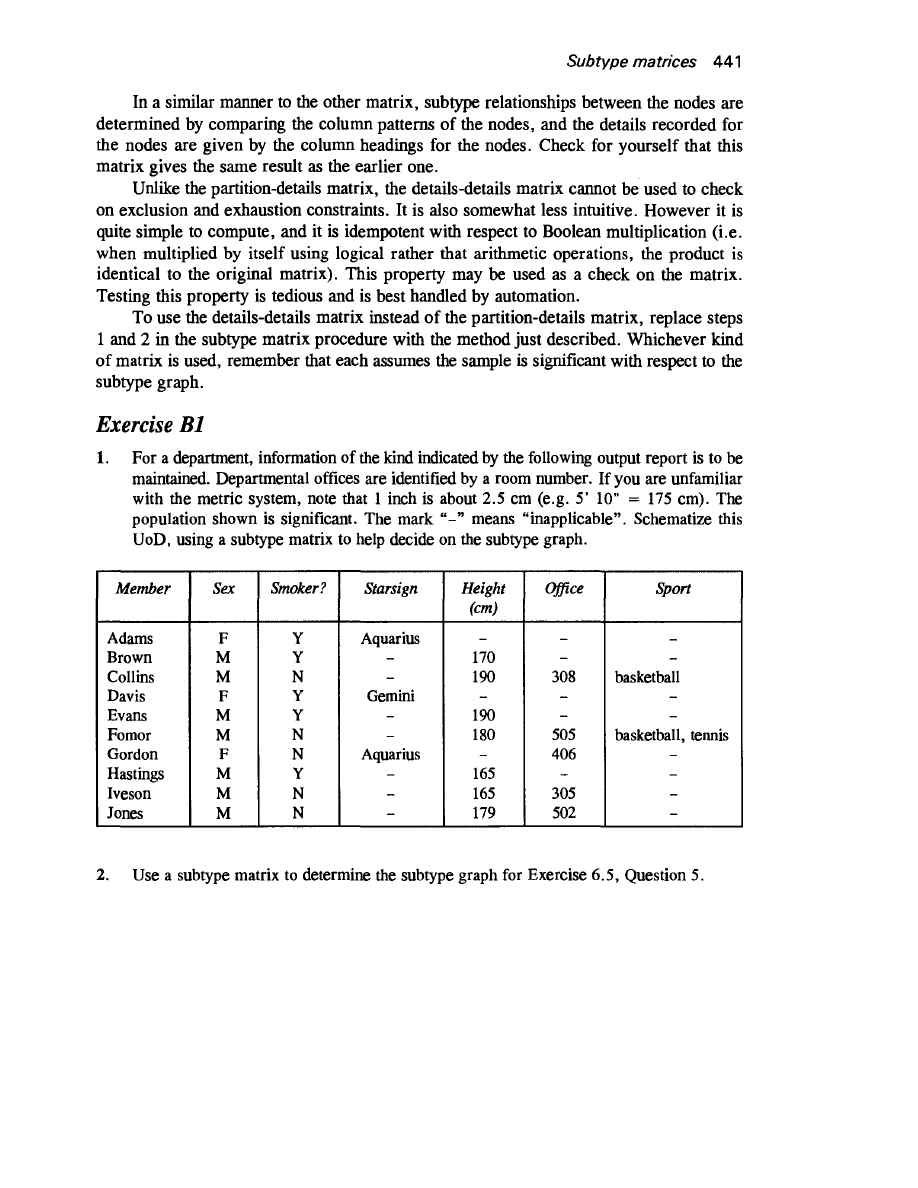 Subtype matrices 441
In a similar manner to the other matrix, subtype relationships between the nodes are
determined by comparing the column patterns of the nodes, and the details recorded for
the nodes are given by the column headings for the nodes. Check for yourself that this
matrix gives the same result as the earlier one.
Unlike the partition-details matrix, the details-details matrix cannot be used to check
on exclusion and exhaustion constraints. It is also somewhat less intuitive. However it is
quite simple to compute, and it is idempotent with respect to Boolean multiplication (i.e.
when multiplied by itself using logical rather that arithmetic operations, the product is
identical to the original matrix). This property may be used as a check on the matrix.
Testing this property is tedious and is best handled by automation.
To use the details-details matrix instead of the partition-details matrix, replace steps
1 and 2 in the subtype matrix procedure with the method just described. Whichever kind
of matrix is used, remember that each assumes the sample is significant with respect to the
subtype graph.
Exercise B1
1. For a department, information of the kind indicated by the following output report is to be
maintained. Departmental offices are identified by a room number. If you are unfamiliar
with the metric system, note that 1 inch is about 2.5 cm (e.g. 5' 10" = 175 cm). The
population shown is significant. The mark "–" means "inapplicable". Schematize this
UoD, using a subtype matrix to help decide on the subtype graph.
Member Sex Smoker? Starsign Height Office Sport
(cm)
Adams F Y Aquarius – – –
Brown M Y – 170 – –
Collins M N – 190 308 basketball
Davis F Y Gemini – – –
Evans M Y – 190 – –
Fomor M N – 180 505 basketball, tennis
Gordon F N Aquarius – 406 –
Hastings M Y – 165 – –
Iveson M N – 165 305 –
Jones M N – 179 502 –
2. Use a subtype matrix to determine the subtype graph for Exercise 6.5, Question 5.